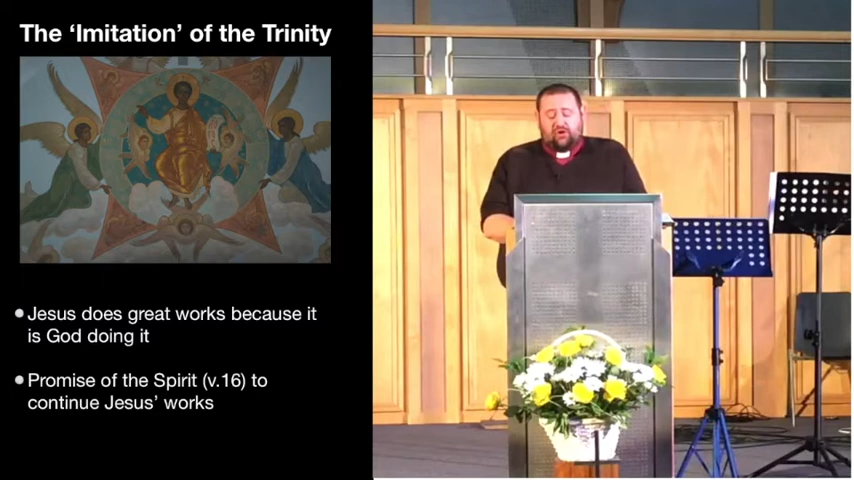 The ‘Imitation’ of the Trinity
Jesus does great works because it
is God doing it
Promise of the Spirit (v.16) to
continue Jesus’ works